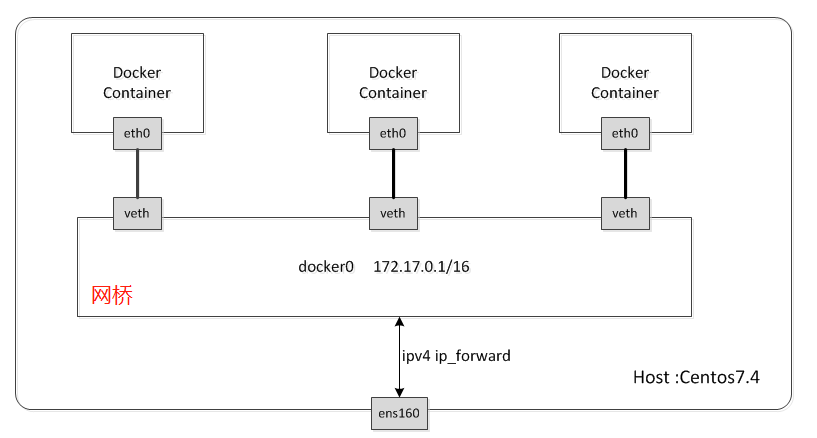 Docker
Container
Docker
Container
Docker
Container
eth0
eth0
eth0
veth
veth
veth
docker0 172.17.0.1/16
网桥
ipv4 ip_forward
Host :Centos7.4
ens160